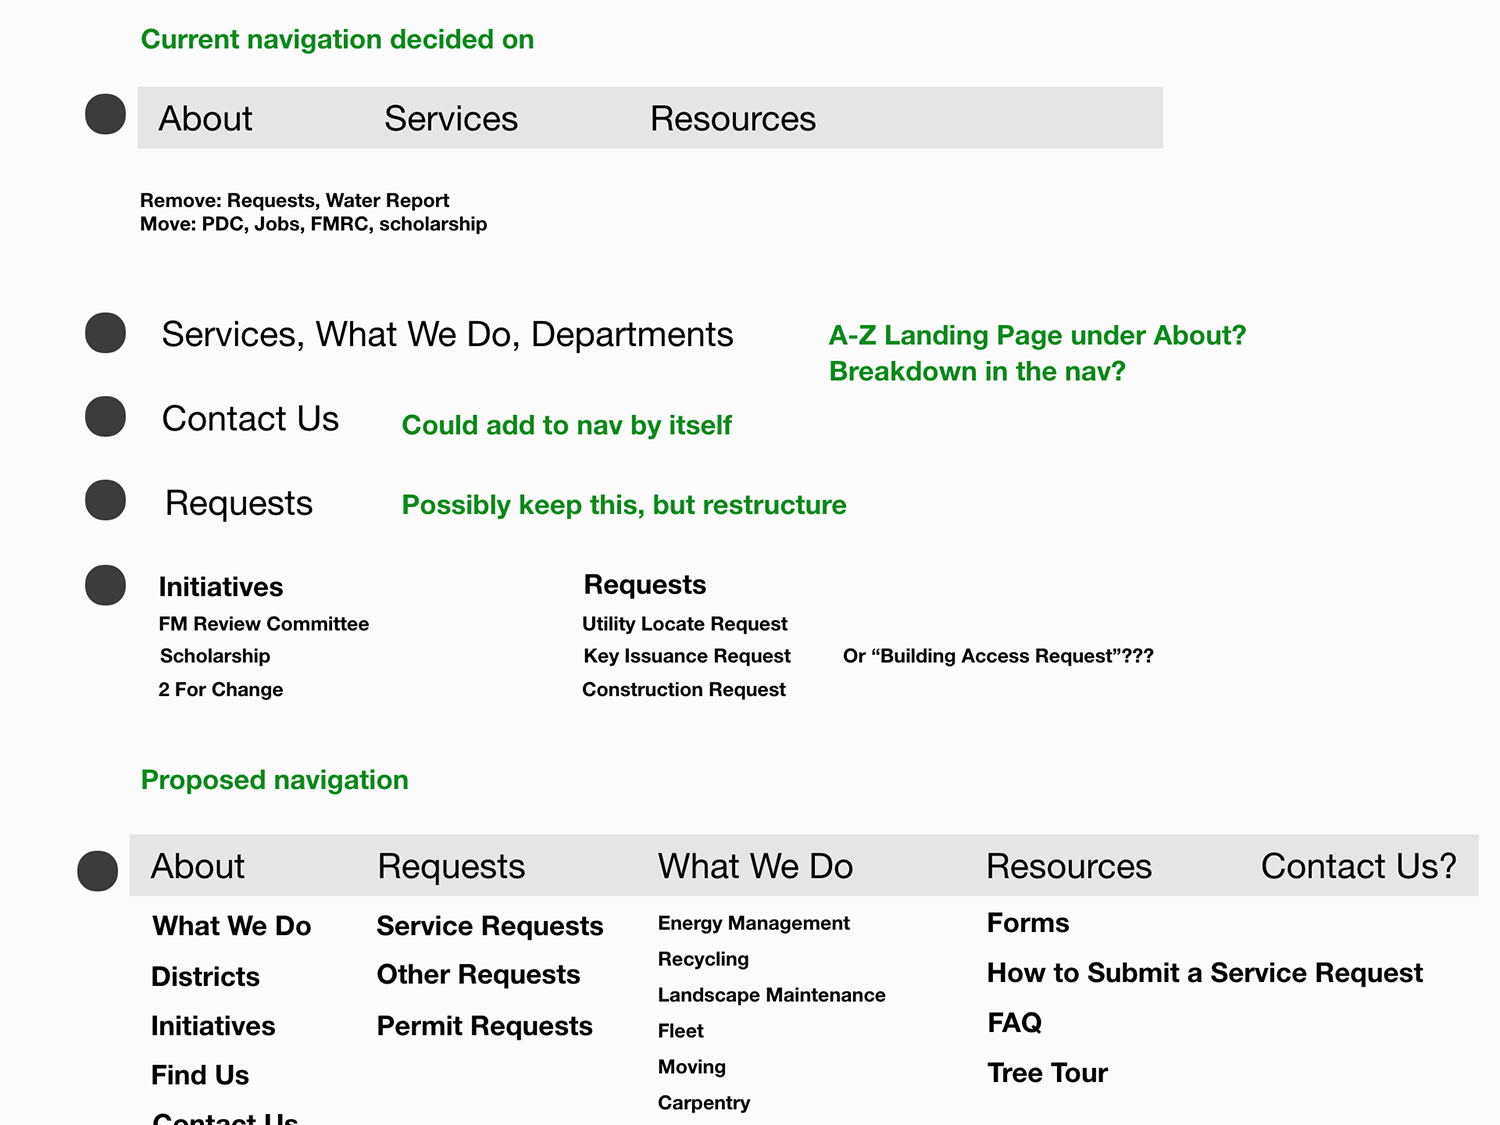 Current navigation decided on
About Services Resources
Remove: Requests, Water Report
Move: PDC, Jobs, FMRC, scholarship
Services, What We Do, Departments
A-Z Landing Page under About?
Breakdown in the nav?
Contact Us
Could add to nav by itself
Requests
Possibly keep this, but restructure
Initiatives
FM Review Committee
Scholarship
2 For Change
Requests
Utility Locate Request
Key Issuance Request
Or “Building Access Request”???
Construction Request
Proposed navigation
About Requests What We Do Resources Contact Us?
What We Do
Districts
Initiatives
Find Us
Contact Us
Service Requests
Other Requests
Permit Requests
Energy Management
Recycling
Landscape Maintenance
Fleet
Moving
Carpentry
Forms
How to Submit a Service Request
FAQ
Tree Tour